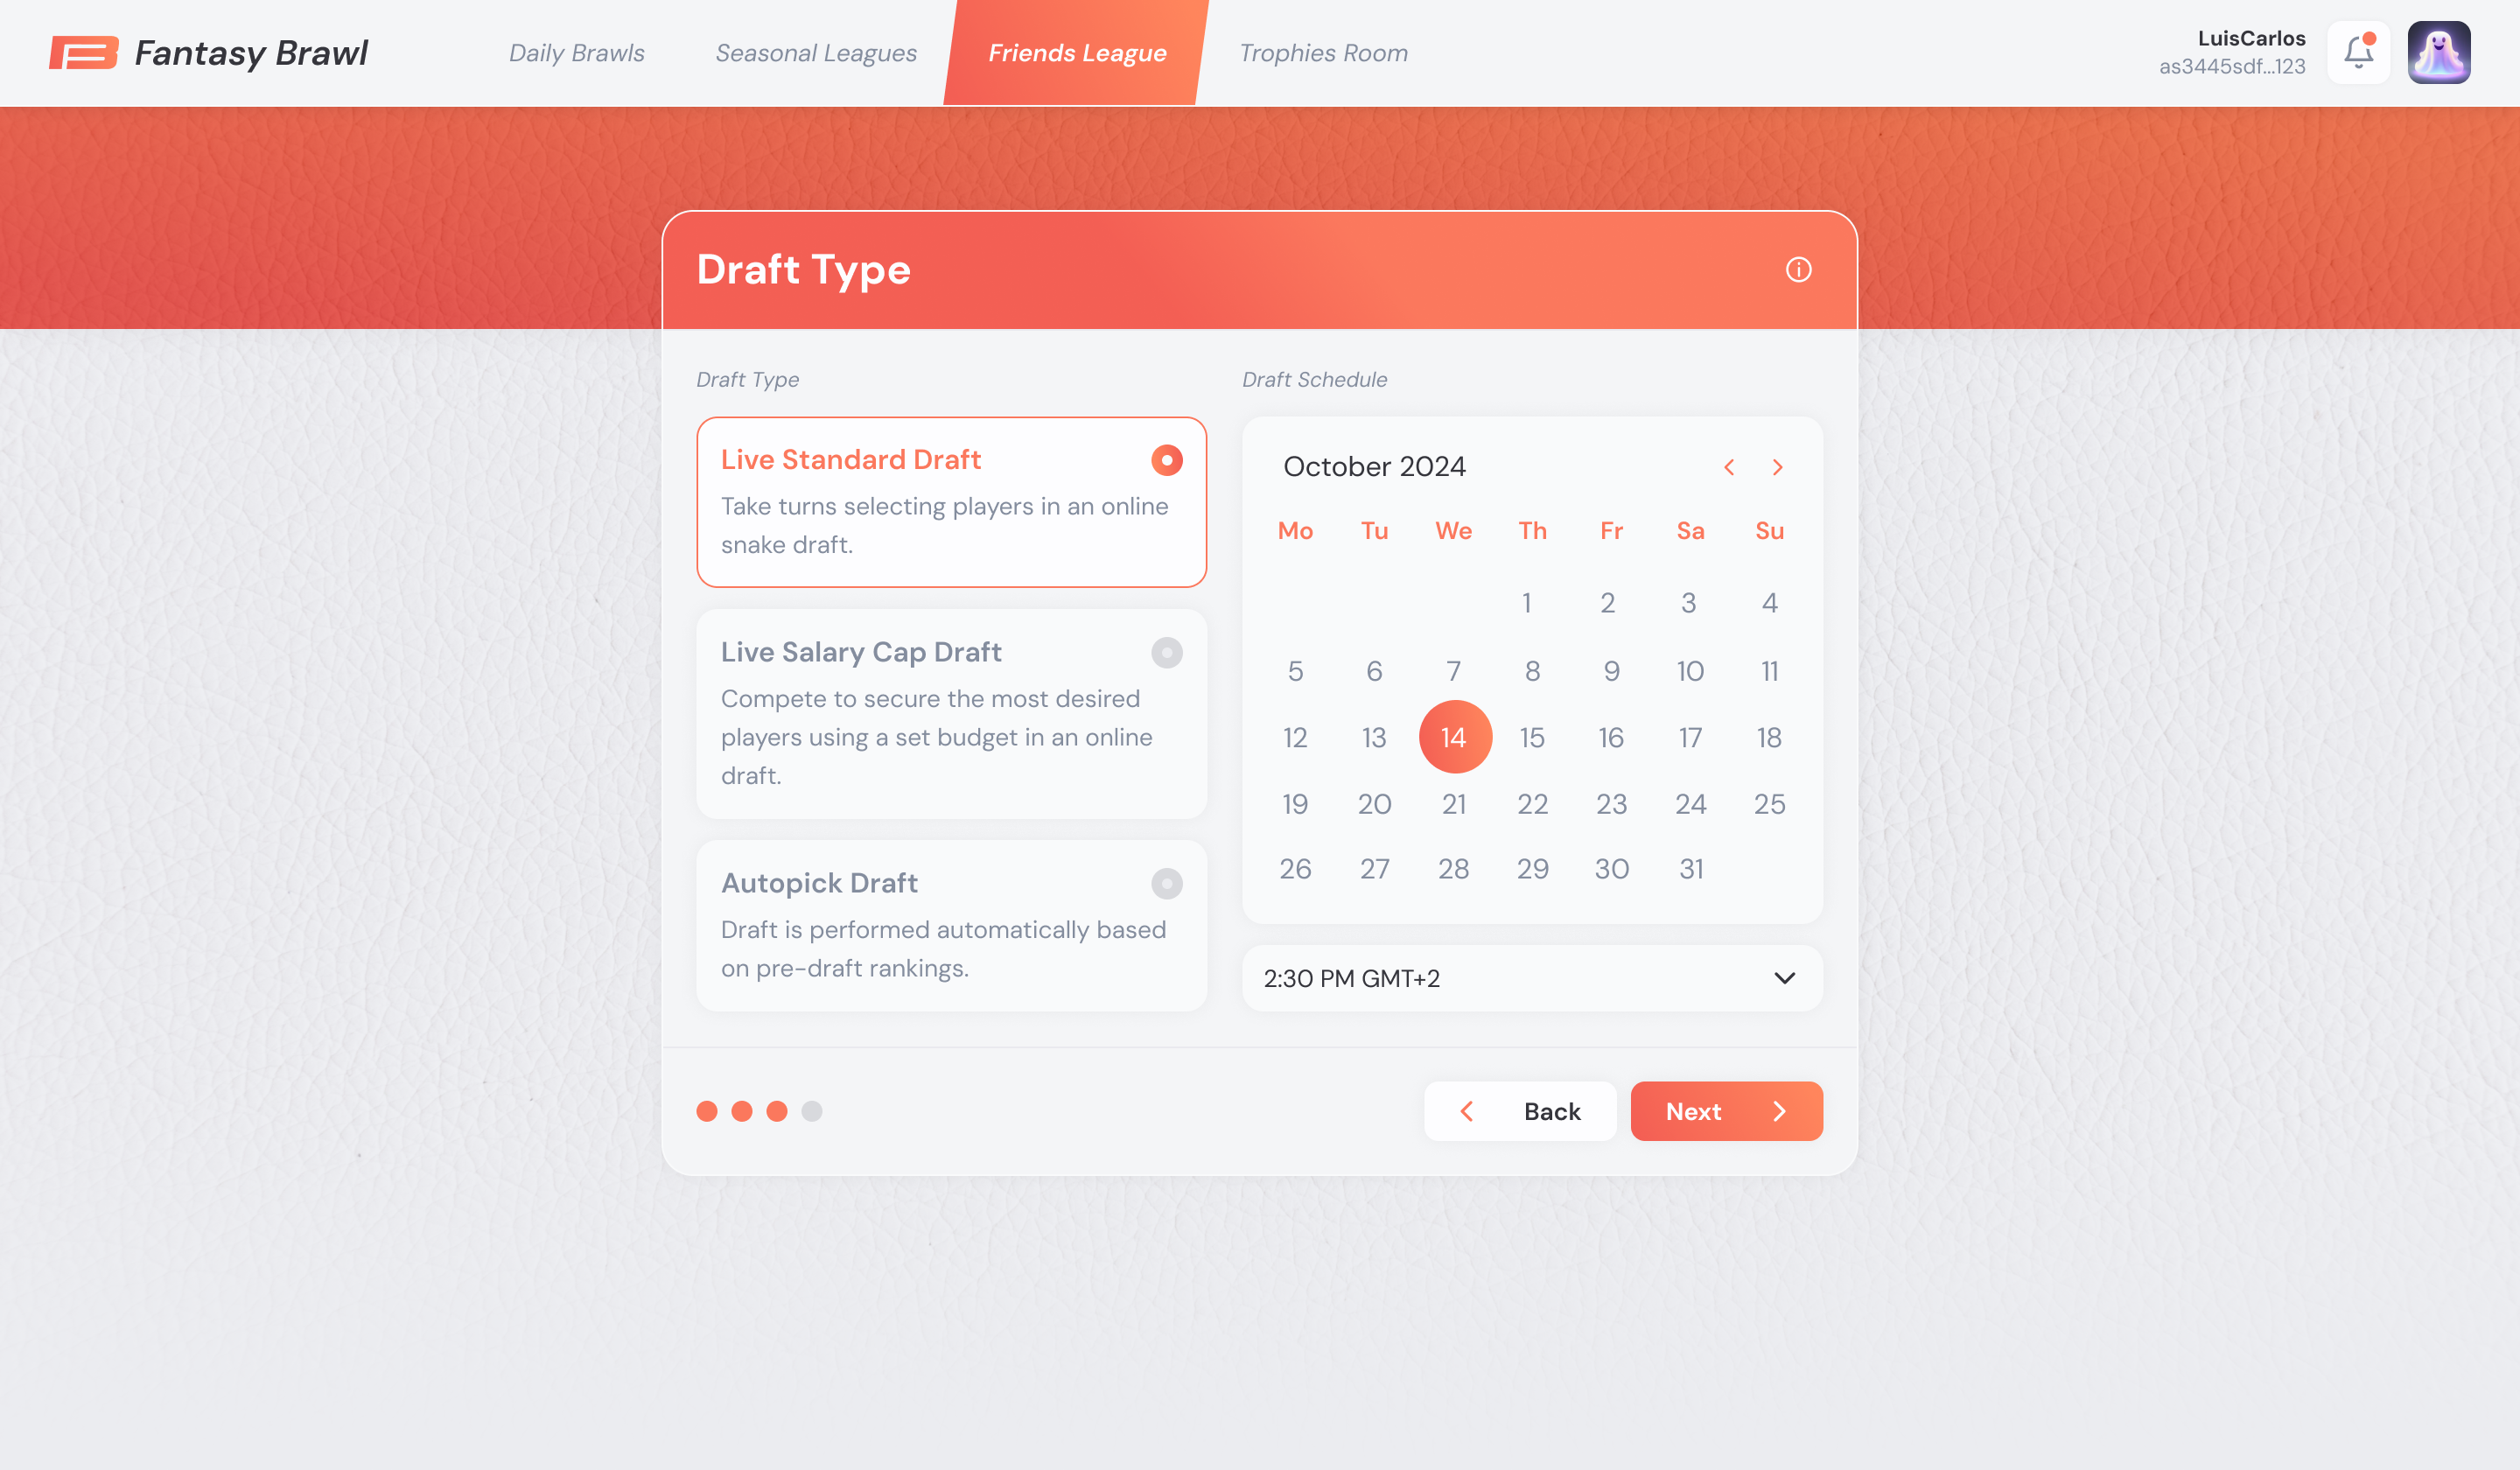 Fantasy Brawl
Daily Brawls
Seasonal Leagues
Friends League
Trophies Room
LuisCarlos
as3445sdf...123
Draft Type
Draft Type
Live Standard Draft
Take turns selecting players in an online
snake draft.
Live Salary Cap Draft
Compete to secure the most desired
players using a set budget in an online
draft.
Autopick Draft
Draft is performed automatically based
on pre-draft rankings.
Draft Schedule
October 2024
Mo Tu We Th Fr Sa Su
1 2 3 4
5 6 7 8 9 10 11
12 13 14 15 16 17 18
19 20 21 22 23 24 25
26 27 28 29 30 31
2:30 PM GMT+2
Back
Next